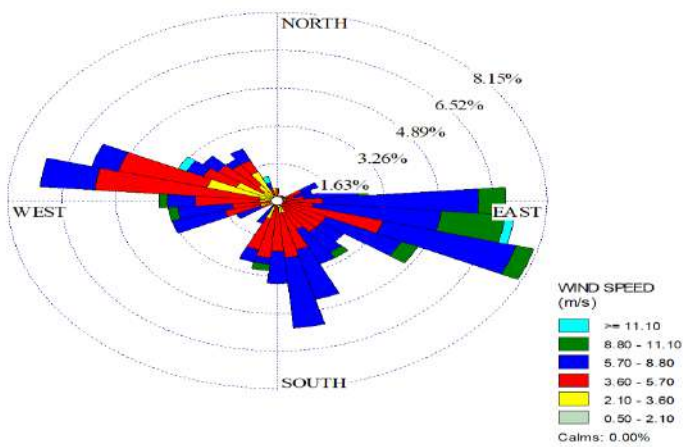 NORTH
8.15%
6.52%
4.89%
3.26%
1.63%
WEST
EAST
SOUTH
WIND SPEED
(m/s)
>= 11.10
8.80 - 11.10
5.70 - 8.80
3.60 - 5.70
2.10 - 3.60
0.50 - 2.10
Calms: 0.00%